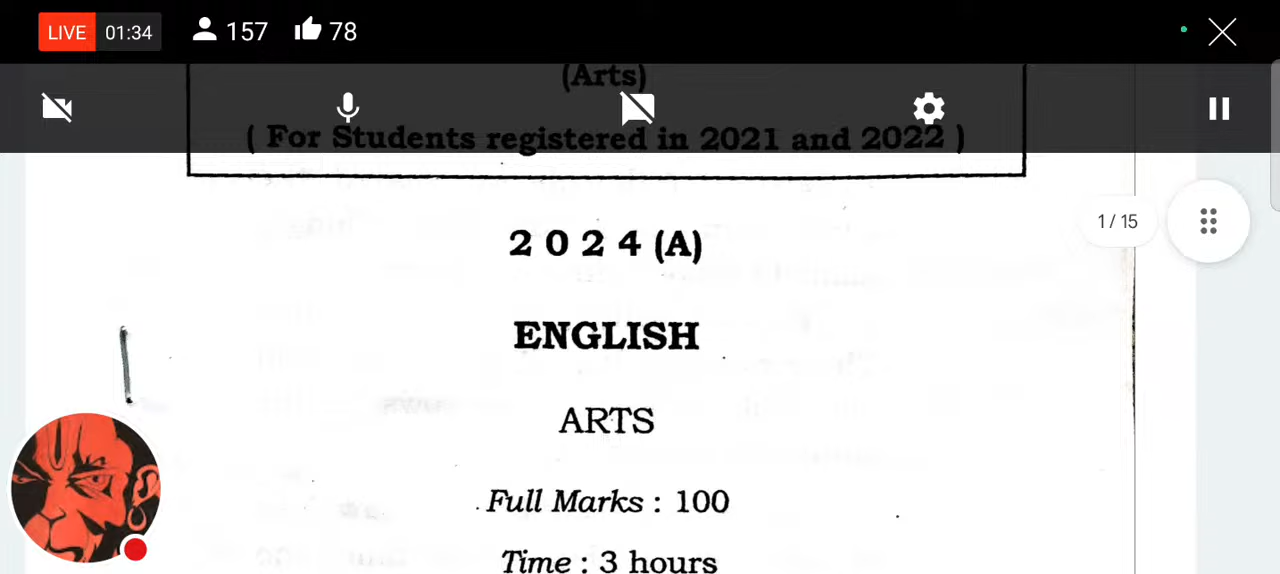 LIVE 01:34 157 78
(Arts)
( For Students registered in 2021 and 2022 )
1 / 15
2 0 2 4 (A)
ENGLISH
ARTS
Full Marks : 100
Time : 3 hours